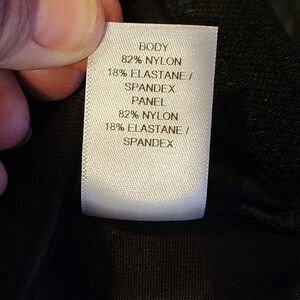 BODY
82% NYLON
18% ELASTANE /
SPANDEX
PANEL
82% NYLON
18% ELASTANE /
SPANDEX